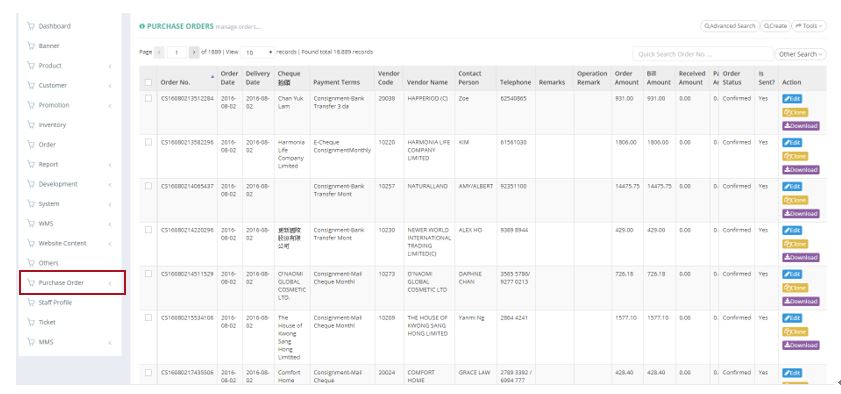 Dashboard
Banner
Product
Customer
Promotion
Inventory
Order
Report
Development
System
WMS
Website Content
Others
Purchase Order
Staff Profile
Ticket
MMS
PURCHASE ORDERS manage orders...
Advanced Search Create Tools
Page 1 of 1889 | View 10 records | Found total 18,889 records
Quick Search Order No. ... Other Search
Order No. Order Date Delivery Date Cheque 抬頭 Payment Terms Vendor Code Vendor Name Contact Person Telephone Remarks Operation Remark Order Amount Bill Amount Received Amount Order Status Is Sent? Action
CS16080213512284 2016-08-02 2016-08-02 Chan Yuk Lam Consignment-Bank Transfer 3 da 20038 HAPPERIOD (C) Zoe 62540865 931.00 931.00 0.00 0. Confirmed Yes Edit
Clone
Download
CS16080213582296 2016-08-02 2016-08-02 Harmonia Life Company Limited E-Cheque ConsignmentMonthly 10220 HARMONIA LIFE COMPANY LIMITED KIM 61561030 1806.00 1806.00 0.00 0. Confirmed Yes Edit
Clone
Download
CS16080214065437 2016-08-02 2016-08-02 Consignment-Bank Transfer Mont 10257 NATURALLAND AMY/ALBERT 92351100 14475.75 14475.75 0.00 0. Confirmed Yes Edit
Clone
Download
CS16080214220296 2016-08-02 2016-08-02 Consignment-Bank Transfer Mont 10230 NEWER WORLD INTERNATIONAL TRADING LIMITED(C) ALEX HO 9389 8944 429.00 429.00 0.00 0. Confirmed Yes Edit
Clone
Download
CS16080214511529 2016-08-02 2016-08-02 O'NAOMI GLOBAL COSMETIC LTD. Consignment-Mail Cheque Monthl 10273 O'NAOMI GLOBAL COSMETIC LTD DAPHNE CHAN 3565 5786/ 9277 0213 726.18 726.18 0.00 0. Confirmed Yes Edit
Clone
Download
CS16080215534106 2016-08-02 2016-08-02 The House of Kwong Sang Hong Limitted Consignment-Mail Cheque Monthl 10209 THE HOUSE OF KWONG SANG HONG LIMITED Yanmi Ng 2864 4241 1577.10 1577.10 0.00 0. Confirmed Yes Edit
Clone
Download
CS16080217435506 2016-08-02 2016-08-02 Comfort Home Consignment-Mail Cheque 20024 COMFORT HOME GRACE LAW 2789 3392 / 6094 777 428.40 428.40 0.00 0. Confirmed Yes Edit